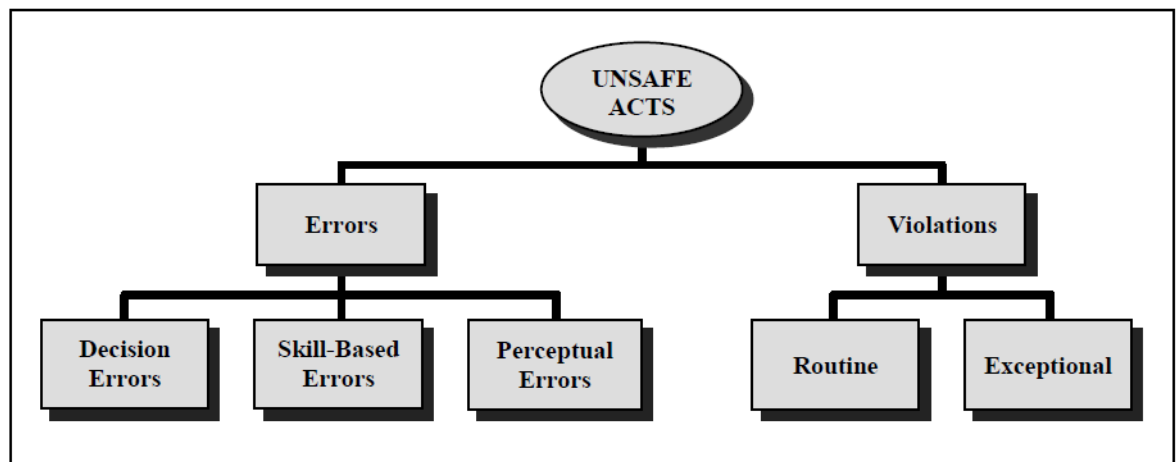 UNSAFE
ACTS
Errors
Violations
Decision
Errors
Skill-Based
Errors
Perceptual
Errors
Routine
Exceptional